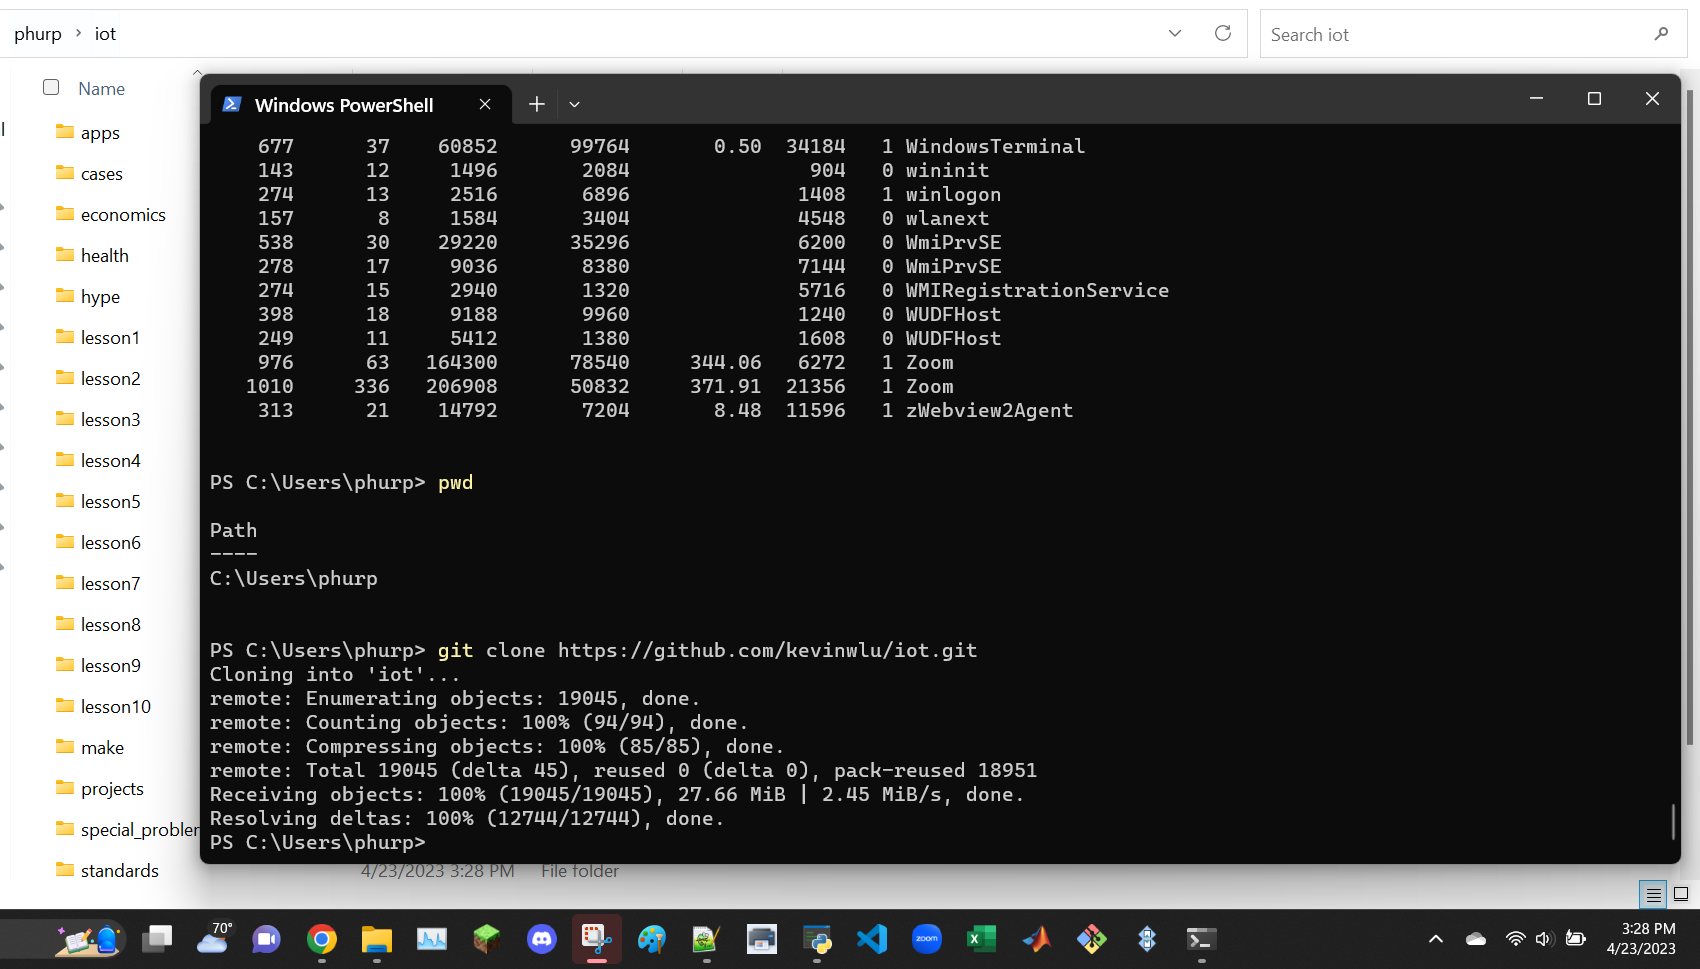 phurp › iot
Search iot
Name
apps
cases
economics
health
hype
lesson1
lesson2
lesson3
lesson4
lesson5
lesson6
lesson7
lesson8
lesson9
lesson10
make
projects
special_probler
standards
4/23/2023 3:28 PM File folder
Windows PowerShell
677 37 60852 99764 0.50 34184 1 WindowsTerminal
143 12 1496 2084 904 0 wininit
274 13 2516 6896 1408 1 winlogon
157 8 1584 3404 4548 0 wlanext
538 30 29220 35296 6200 0 WmiPrvSE
278 17 9036 8380 7144 0 WmiPrvSE
274 15 2940 1320 5716 0 WMIRegistrationService
398 18 9188 9960 1240 0 WUDFHost
249 11 5412 1380 1608 0 WUDFHost
976 63 164300 78540 344.06 6272 1 Zoom
1010 336 206908 50832 371.91 21356 1 Zoom
313 21 14792 7204 8.48 11596 1 zWebview2Agent
PS C:\Users\phurp> pwd
Path
----
C:\Users\phurp
PS C:\Users\phurp> git clone https://github.com/kevinwlu/iot.git
Cloning into 'iot'...
remote: Enumerating objects: 19045, done.
remote: Counting objects: 100% (94/94), done.
remote: Compressing objects: 100% (85/85), done.
remote: Total 19045 (delta 45), reused 0 (delta 0), pack-reused 18951
Receiving objects: 100% (19045/19045), 27.66 MiB | 2.45 MiB/s, done.
Resolving deltas: 100% (12744/12744), done.
PS C:\Users\phurp>
70°
zoom
3:28 PM
4/23/2023